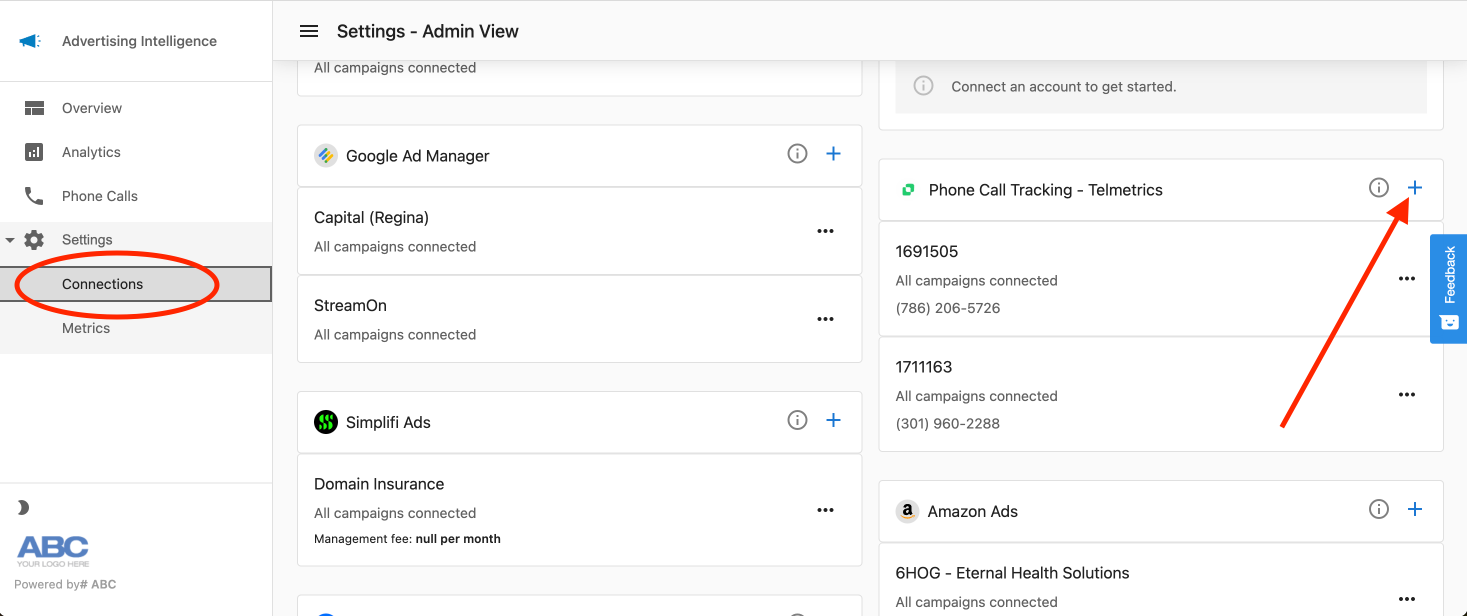 Advertising Intelligence
Overview
Analytics
Phone Calls
Settings
Connections
Metrics
ABC
YOUR LOGO HERE
Powered by# ABC
Settings - Admin View
All campaigns connected
Google Ad Manager
Capital (Regina)
All campaigns connected
StreamOn
All campaigns connected
Simplifi Ads
Domain Insurance
All campaigns connected
Management fee: null per month
Connect an account to get started.
Phone Call Tracking - Telmetrics
1691505
All campaigns connected
(786) 206-5726
1711163
All campaigns connected
(301) 960-2288
a Amazon Ads
6HOG - Eternal Health Solutions
All campaigns connected
Feedback